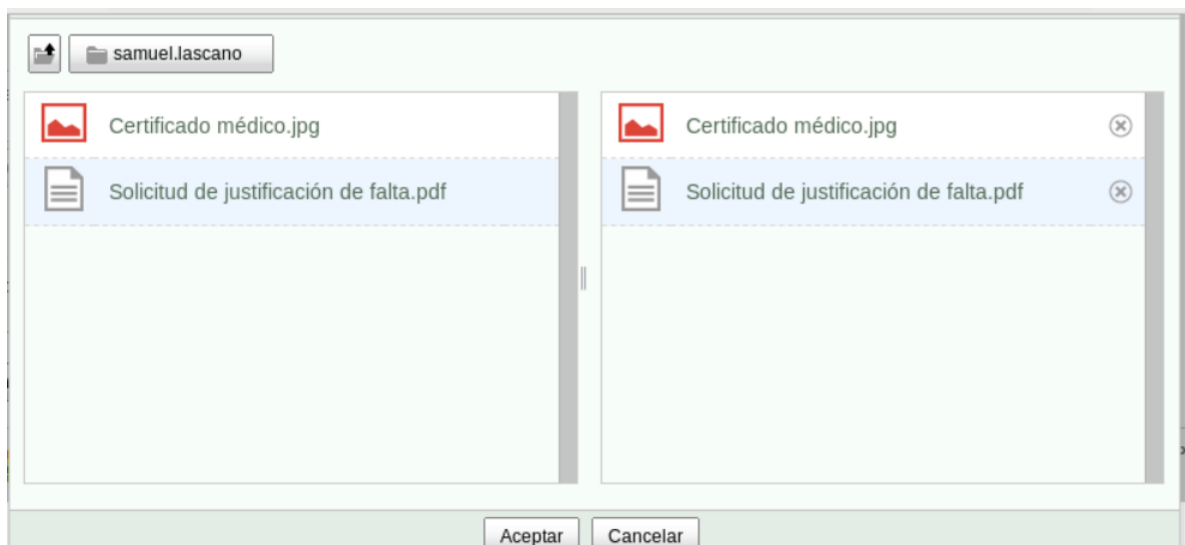 samuel.lascano
Certificado médico.jpg
Solicitud de justificación de falta.pdf
Certificado médico.jpg
Solicitud de justificación de falta.pdf
Aceptar
Cancelar